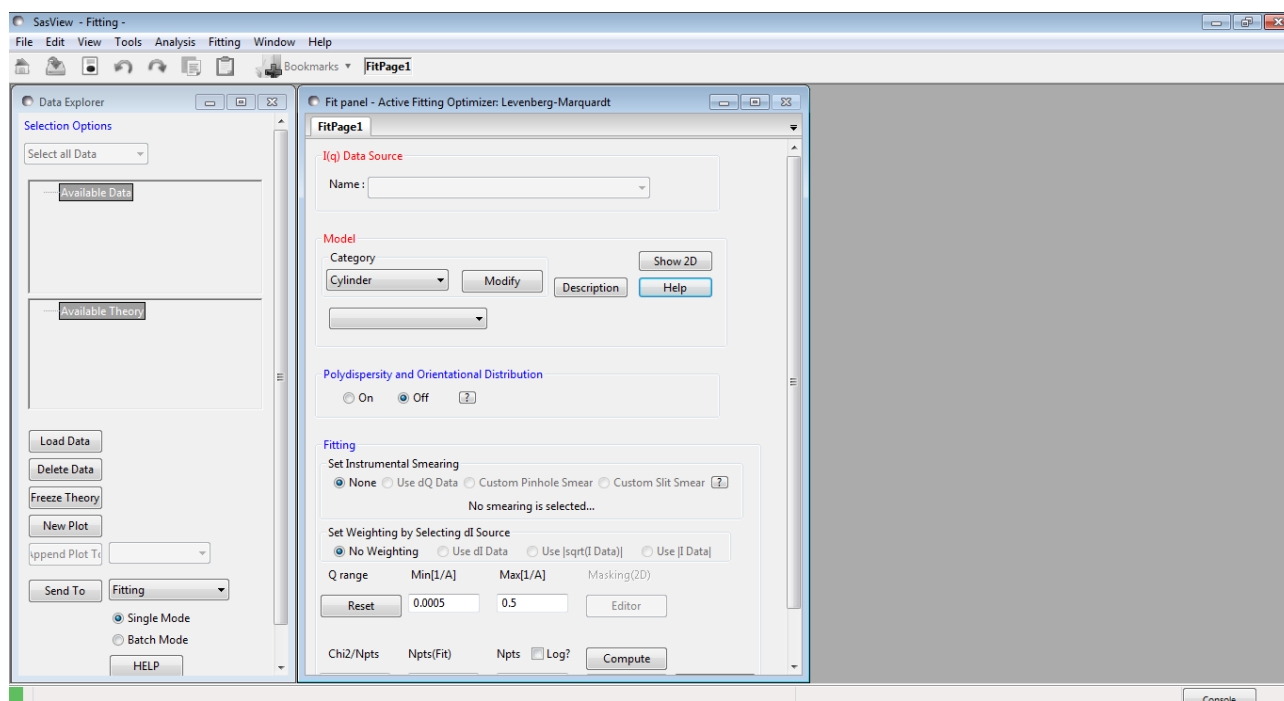 SasView - Fitting -
File Edit View Tools Analysis Fitting Window Help
Bookmarks FitPage1
Data Explorer
Selection Options
Select all Data
Available Data
Available Theory
Load Data
Delete Data
Freeze Theory
New Plot
Append Plot To
Send To Fitting
Single Mode
Batch Mode
HELP
Fit panel - Active Fitting Optimizer: Levenberg-Marquardt
FitPage1
I(q) Data Source
Name :
Model
Category
Show 2D
Cylinder Modify Description Help
Polydispersity and Orientational Distribution
On Off ?
Fitting
Set Instrumental Smearing
None Use dQ Data Custom Pinhole Smear Custom Slit Smear ?
No smearing is selected...
Set Weighting by Selecting dI Source
No Weighting Use dI Data Use |sqrt(I Data)| Use |I Data|
Q range Min[1/A] Max[1/A] Masking(2D)
Reset 0.0005 0.5 Editor
Chi2/Npts Npts(Fit) Npts Log? Compute
Console